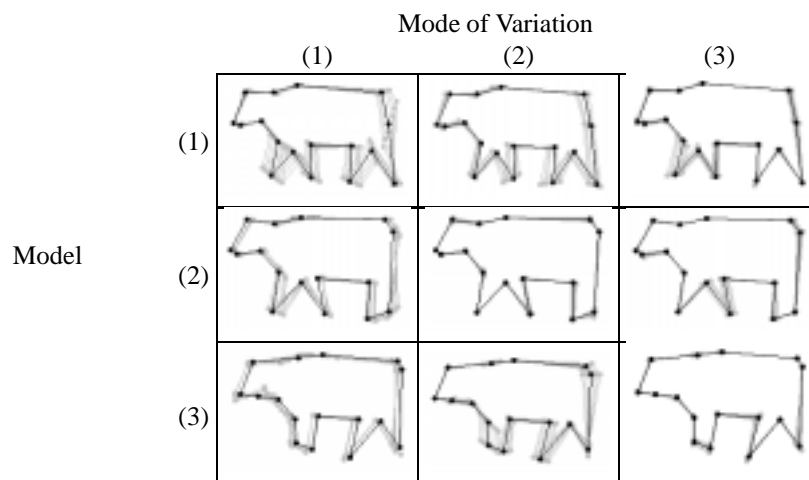 Mode of Variation
(1) (2) (3)
(1)
Model
(2)
(3)